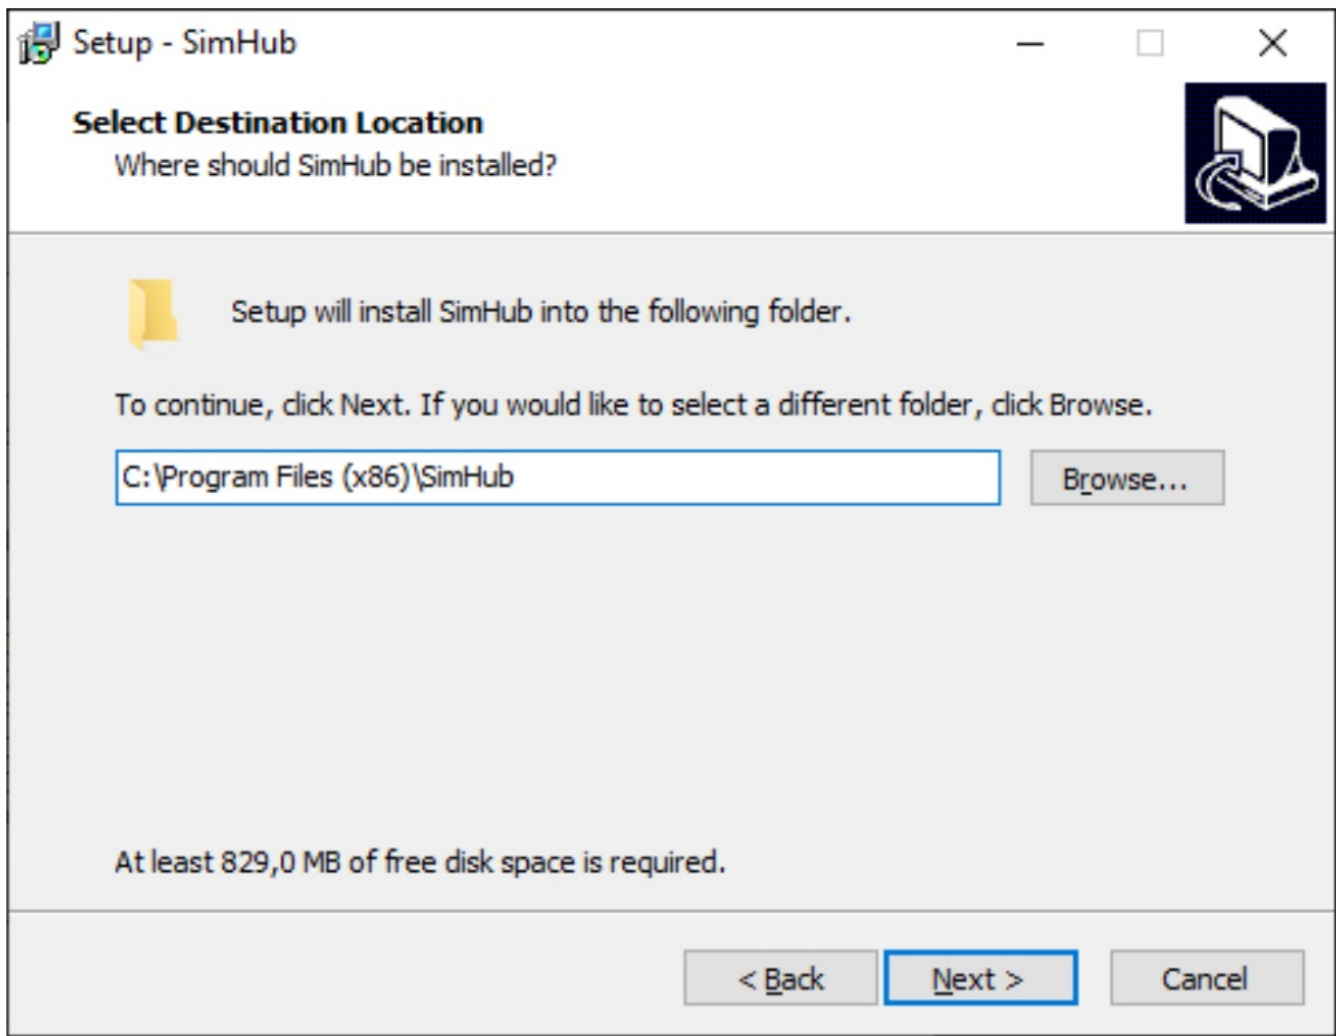 Setup - SimHub
Select Destination Location
Where should SimHub be installed?
Setup will install SimHub into the following folder.
To continue, click Next. If you would like to select a different folder, click Browse.
C:\Program Files (x86)\SimHub
Browse...
At least 829,0 MB of free disk space is required.
< Back
Next >
Cancel